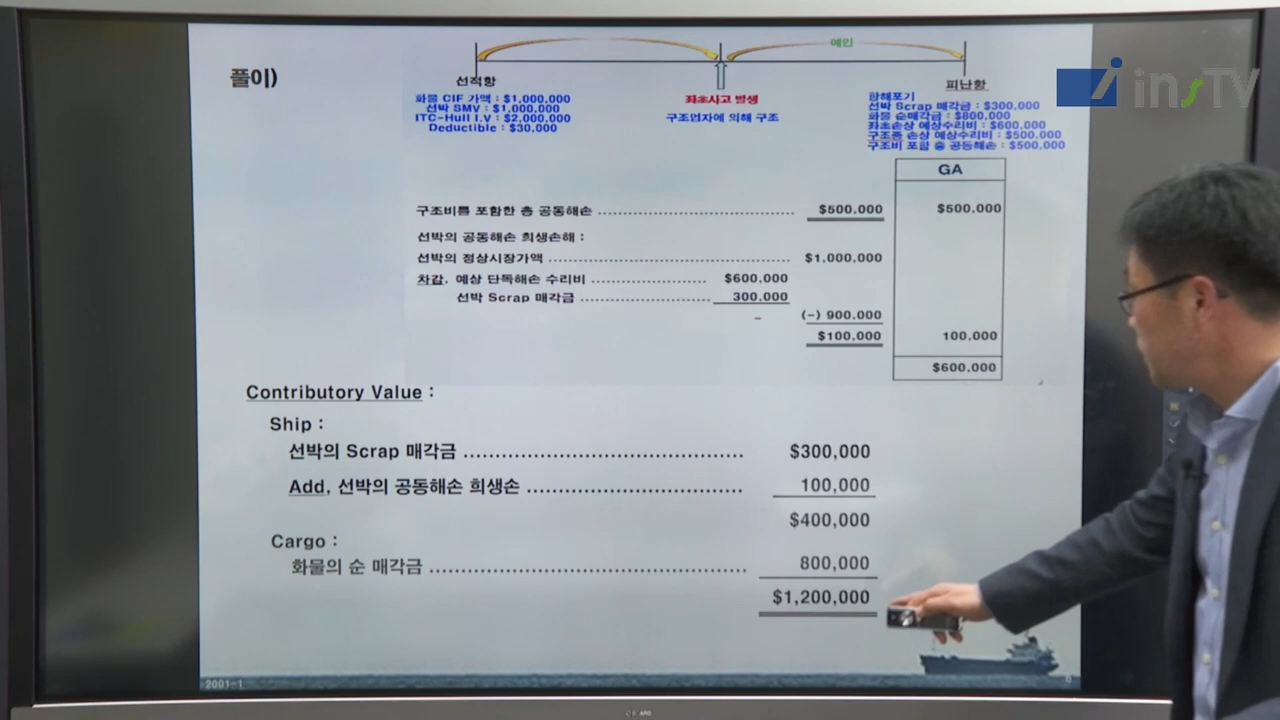 풀이)
예인
선적항
피난항
화물 CIF 가액 : $1,000,000
선박 SMV : $1,000,000
ITC-Hull I.V : $2,000,000
Deductible : $30,000
좌초사고 발생
구조업자에 의해 구조
항해포기
선박 Scrap 매각금 : $300,000
화물 순매각금 : $800,000
좌초손상 예상수리비 : $600,000
구조중 손상 예상수리비 : $500,000
구조비 포함 총 공동해손 : $500,000
GA
구조비를 포함한 총 공동해손 $500,000 $500,000
선박의 공동해손 희생손해 :
선박의 정상시장가액 $1,000,000
차감, 예상 단독해손 수리비 $600,000
선박 Scrap 매각금 300,000
– (-) 900,000
$100,000 100,000
$600,000
Contributory Value :
Ship :
선박의 Scrap 매각금 $300,000
Add, 선박의 공동해손 희생손 100,000
$400,000
Cargo :
화물의 순 매각금 800,000
$1,200,000
2001-1
6
i insTV